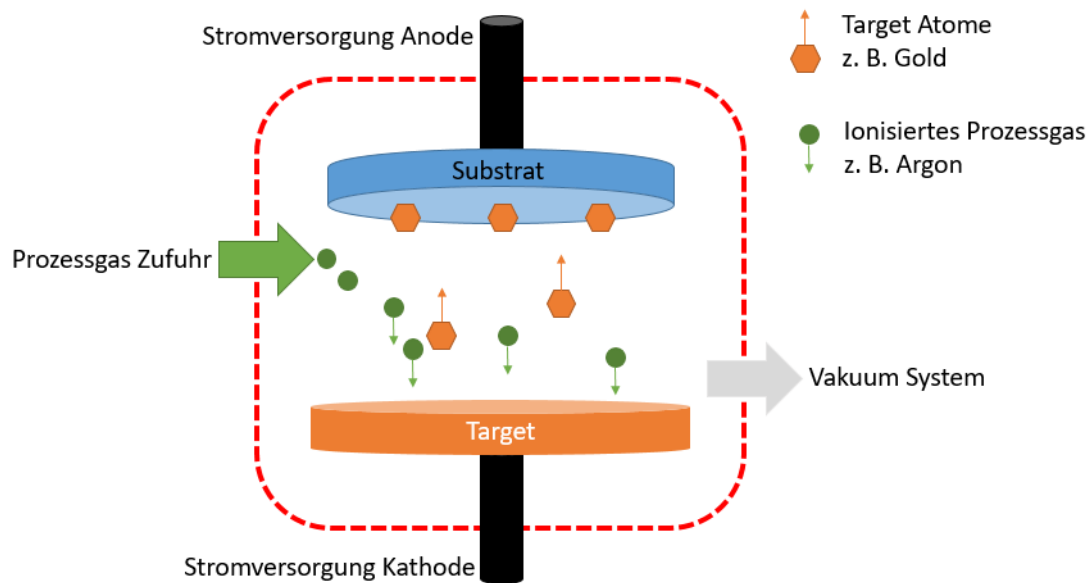 Stromversorgung Anode
Target Atome
z. B. Gold
Ionisiertes Prozessgas
z. B. Argon
Substrat
Prozessgas Zufuhr
Vakuum System
Target
Stromversorgung Kathode